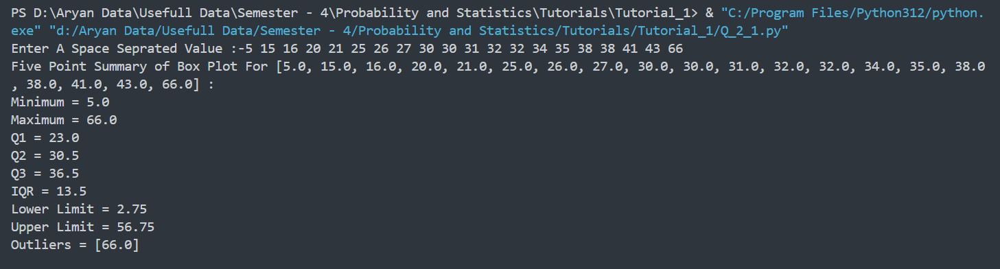 PS D:\Aryan Data\Usefull Data\Semester - 4\Probability and Statistics\Tutorials\Tutorial_1> & "C:/Program Files/Python312/python.
exe" "d:/Aryan Data/Usefull Data/Semester - 4/Probability and Statistics/Tutorials/Tutorial_1/Q_2_1.py"
Enter A Space Seprated Value :-5 15 16 20 21 25 26 27 30 30 31 32 32 34 35 38 38 41 43 66
Five Point Summary of Box Plot For [5.0, 15.0, 16.0, 20.0, 21.0, 25.0, 26.0, 27.0, 30.0, 30.0, 31.0, 32.0, 32.0, 34.0, 35.0, 38.0
, 38.0, 41.0, 43.0, 66.0] :
Minimum = 5.0
Maximum = 66.0
Q1 = 23.0
Q2 = 30.5
Q3 = 36.5
IQR = 13.5
Lower Limit = 2.75
Upper Limit = 56.75
Outliers = [66.0]